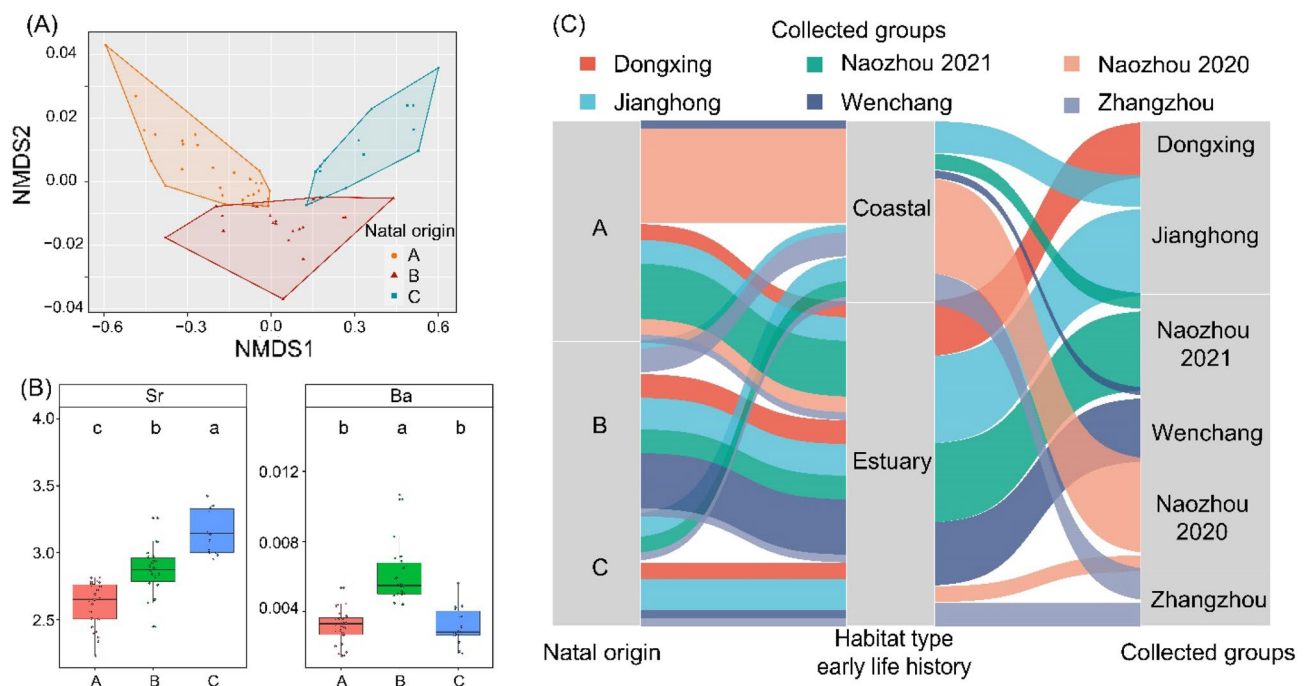 (A)
0.04
0.02
0.00
−0.02
−0.04
NMDS2
−0.6
−0.3
0.0
0.3
0.6
NMDS1
Natal origin
A
B
C
(B)
Sr
c
b
a
4.0
3.5
3.0
2.5
A
B
C
Ba
b
a
b
0.012
0.008
0.004
A
B
C
(C)
Collected groups
Dongxing
Naozhou 2021
Naozhou 2020
Jianghong
Wenchang
Zhangzhou
A
B
C
Coastal
Estuary
Dongxing
Jianghong
Naozhou
2021
Wenchang
Naozhou
2020
Zhangzhou
Natal origin
Habitat type
early life history
Collected groups